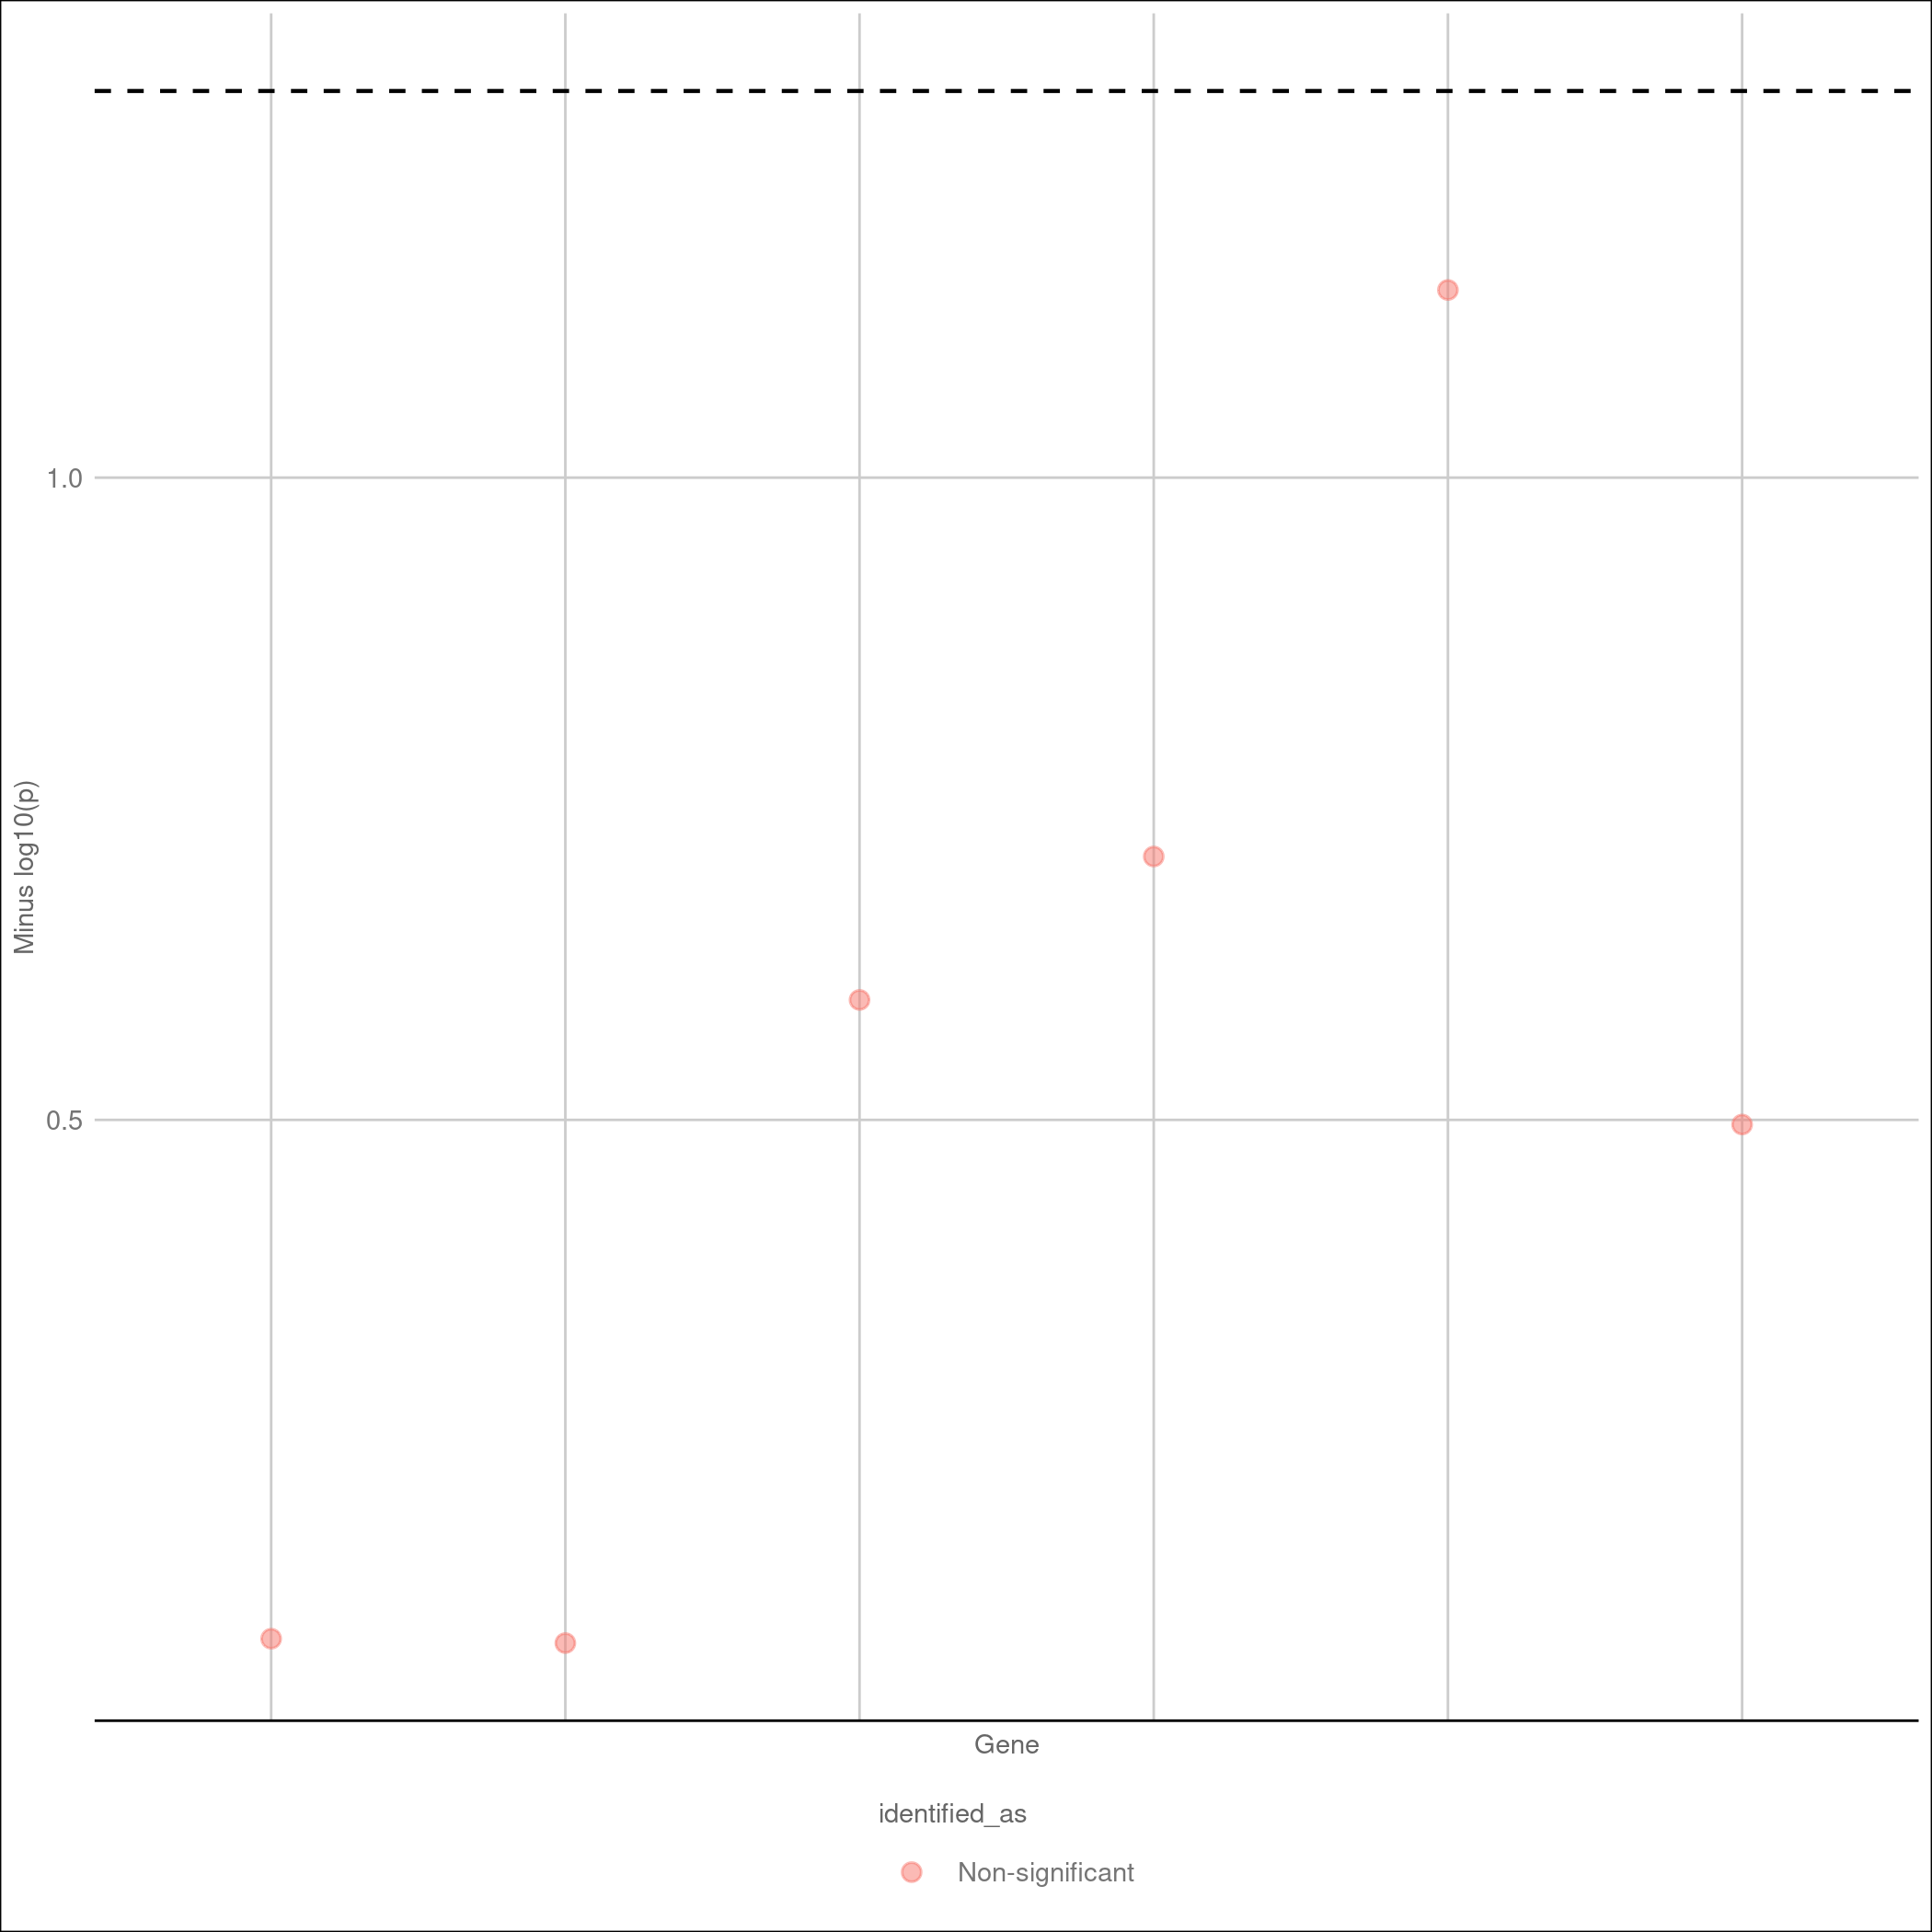 1.0
0.5
Minus log10(p)
Gene
identified_as
Non-significant